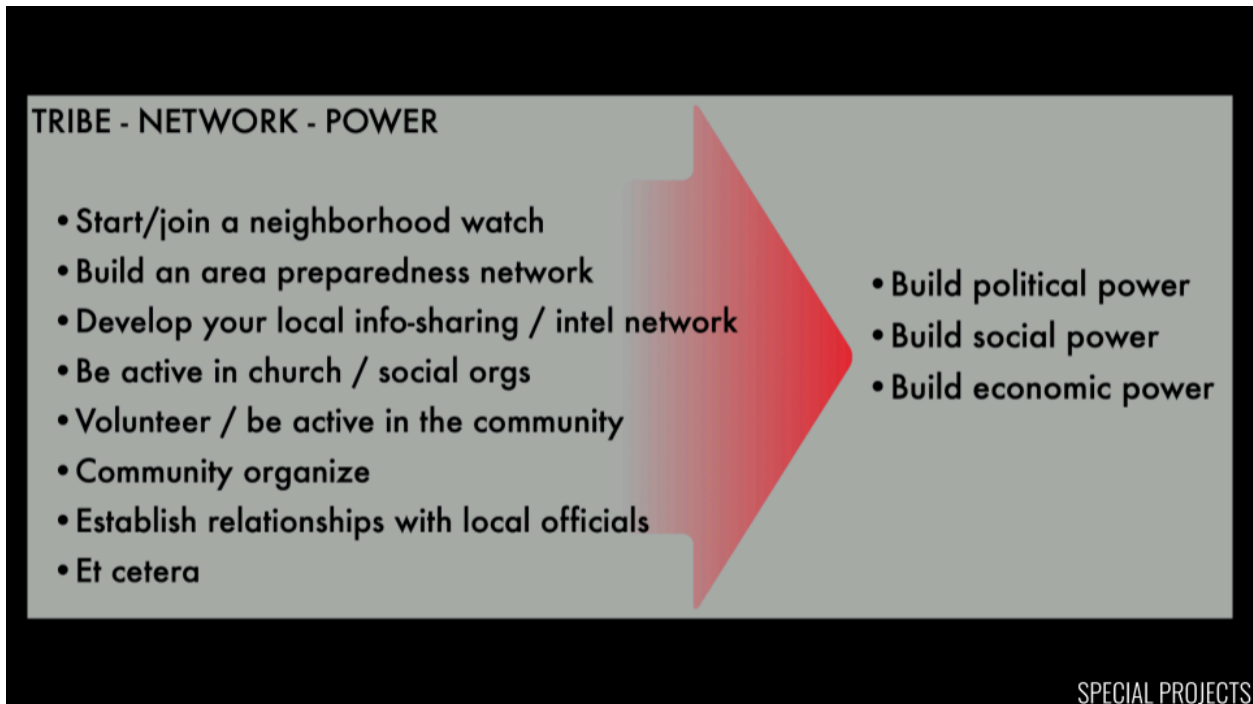 TRIBE - NETWORK - POWER
• Start/join a neighborhood watch
• Build an area preparedness network
• Develop your local info-sharing / intel network
• Be active in church / social orgs
• Volunteer / be active in the community
• Community organize
• Establish relationships with local officials
• Et cetera
• Build political power
• Build social power
• Build economic power
SPECIAL PROJECTS